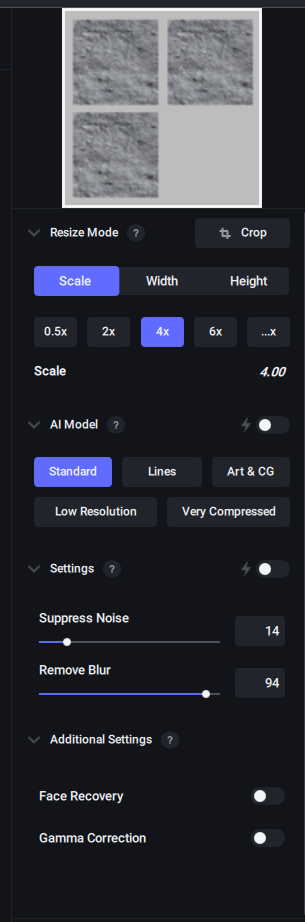 Resize Mode ? Crop
Scale Width Height
0.5x 2x 4x 6x ...x
Scale 4.00
AI Model ?
Standard Lines Art & CG
Low Resolution Very Compressed
Settings ?
Suppress Noise 14
Remove Blur 94
Additional Settings ?
Face Recovery
Gamma Correction